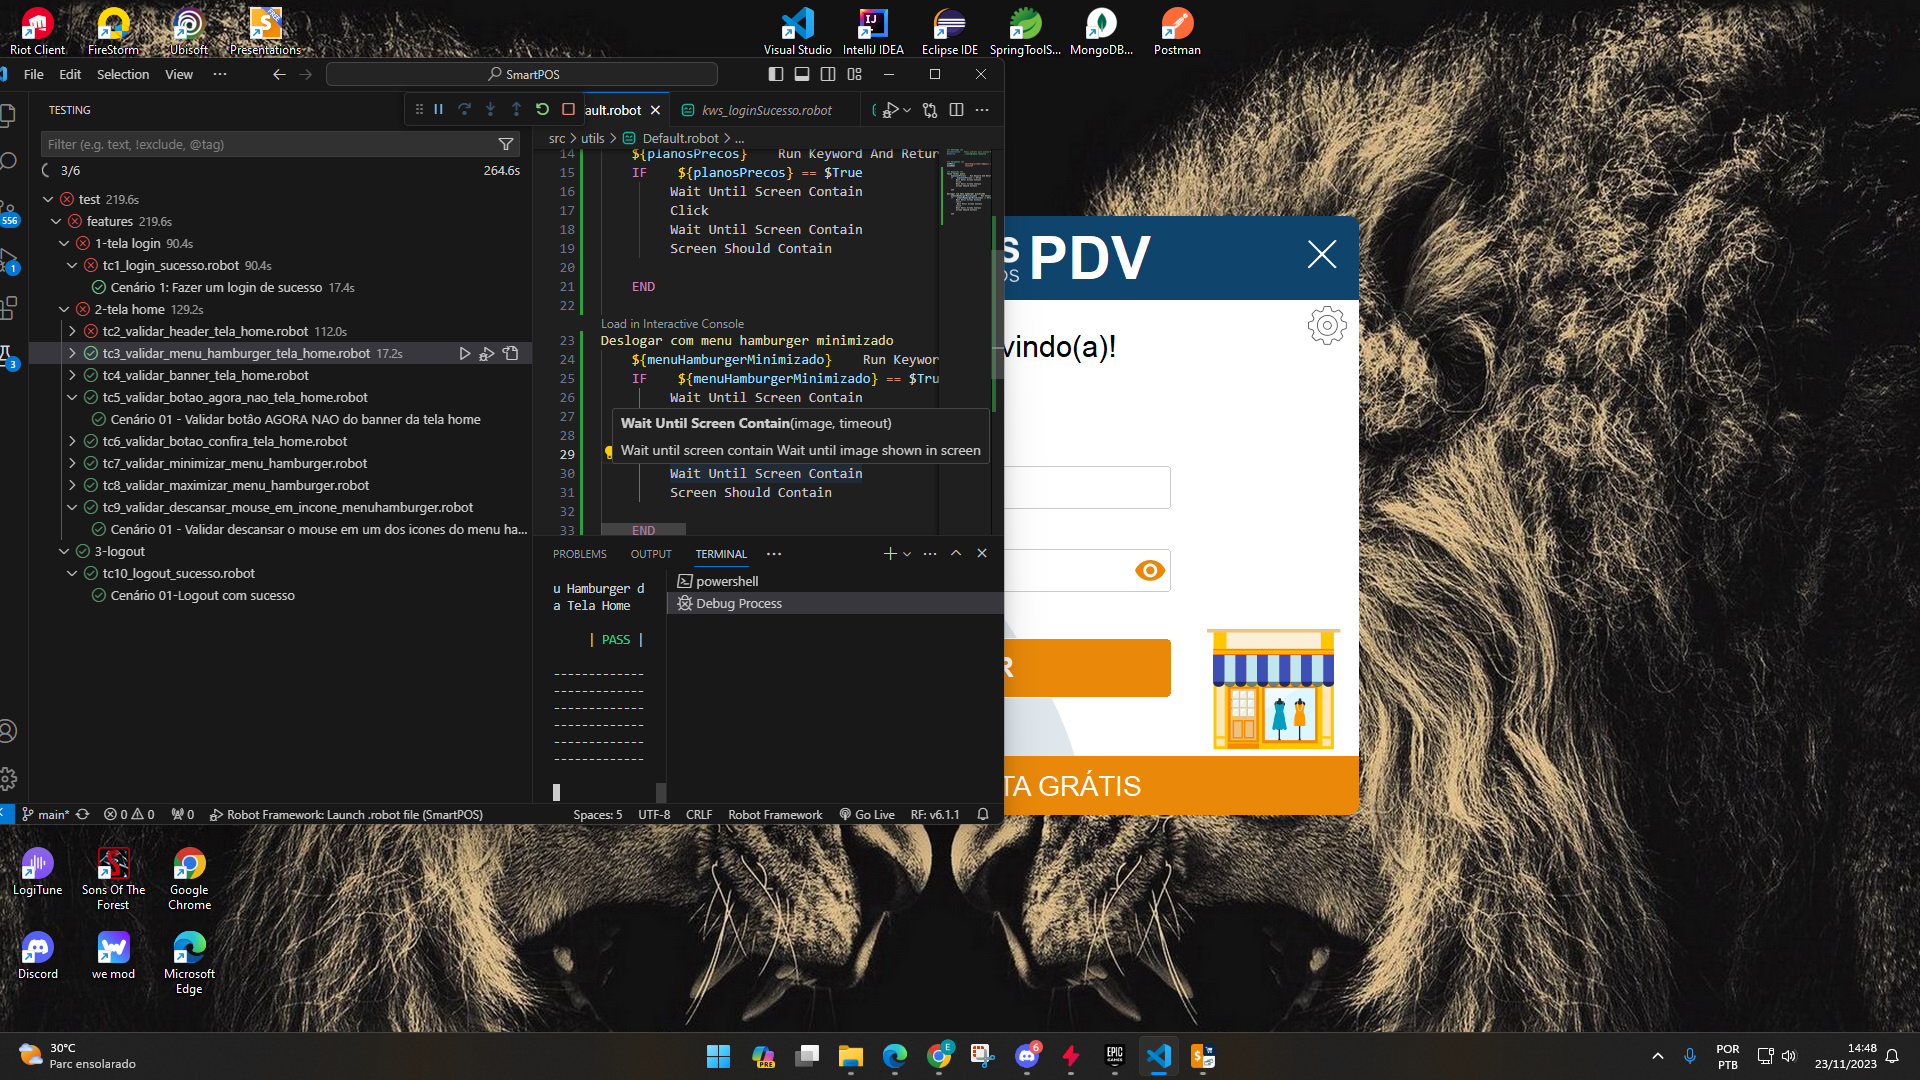 Riot Client
FireStorm
Ubisoft
Presentations
Visual Studio
IntelliJ IDEA
Eclipse IDE
SpringToolS...
MongoDB...
Postman
File
Edit
Selection
View
···
SmartPOS
TESTING
ault.robot
kws_loginSucesso.robot
Filter (e.g. text, !exclude, @tag)
3/6
264.6s
src > utils > Default.robot > ...
test 219.6s
features 219.6s
1-tela login 90.4s
tc1_login_sucesso.robot 90.4s
Cenário 1: Fazer um login de sucesso 17.4s
2-tela home 129.2s
tc2_validar_header_tela_home.robot 112.0s
tc3_validar_menu_hamburger_tela_home.robot 17.2s
tc4_validar_banner_tela_home.robot
tc5_validar_botao_agora_nao_tela_home.robot
Cenário 01 - Validar botão AGORA NAO do banner da tela home
tc6_validar_botao_confira_tela_home.robot
tc7_validar_minimizar_menu_hamburger.robot
tc8_validar_maximizar_menu_hamburger.robot
tc9_validar_descansar_mouse_em_incone_menuhamburger.robot
Cenário 01 - Validar descansar o mouse em um dos icones do menu ha...
3-logout
tc10_logout_sucesso.robot
Cenário 01-Logout com sucesso
556
1
3
14 ${planosPrecos} Run Keyword And Retur
15 IF ${planosPrecos} == $True
16 Wait Until Screen Contain
17 Click
18 Wait Until Screen Contain
19 Screen Should Contain
20
21 END
22
Load in Interactive Console
23 Deslogar com menu hamburger minimizado
24 ${menuHamburgerMinimizado} Run Keywor
25 IF ${menuHamburgerMinimizado} == $Tru
26 Wait Until Screen Contain
27
28
29
Wait Until Screen Contain(image, timeout)
Wait until screen contain Wait until image shown in screen
30 Wait Until Screen Contain
31 Screen Should Contain
32
33 END
PROBLEMS
OUTPUT
TERMINAL
···
u Hamburger d
a Tela Home
| PASS |
-------------
-------------
-------------
-------------
-------------
-------------
powershell
Debug Process
main*
0
0
0
Robot Framework: Launch .robot file (SmartPOS)
Spaces: 5
UTF-8
CRLF
Robot Framework
Go Live
RF: v6.1.1
S PDV
OS
vindo(a)!
R
TA GRÁTIS
LogiTune
Sons Of The
Forest
Google
Chrome
Discord
we mod
Microsoft
Edge
30°C
Parc ensolarado
PRE
E
6
EPIC
GAMES
POR
PTB
14:48
23/11/2023